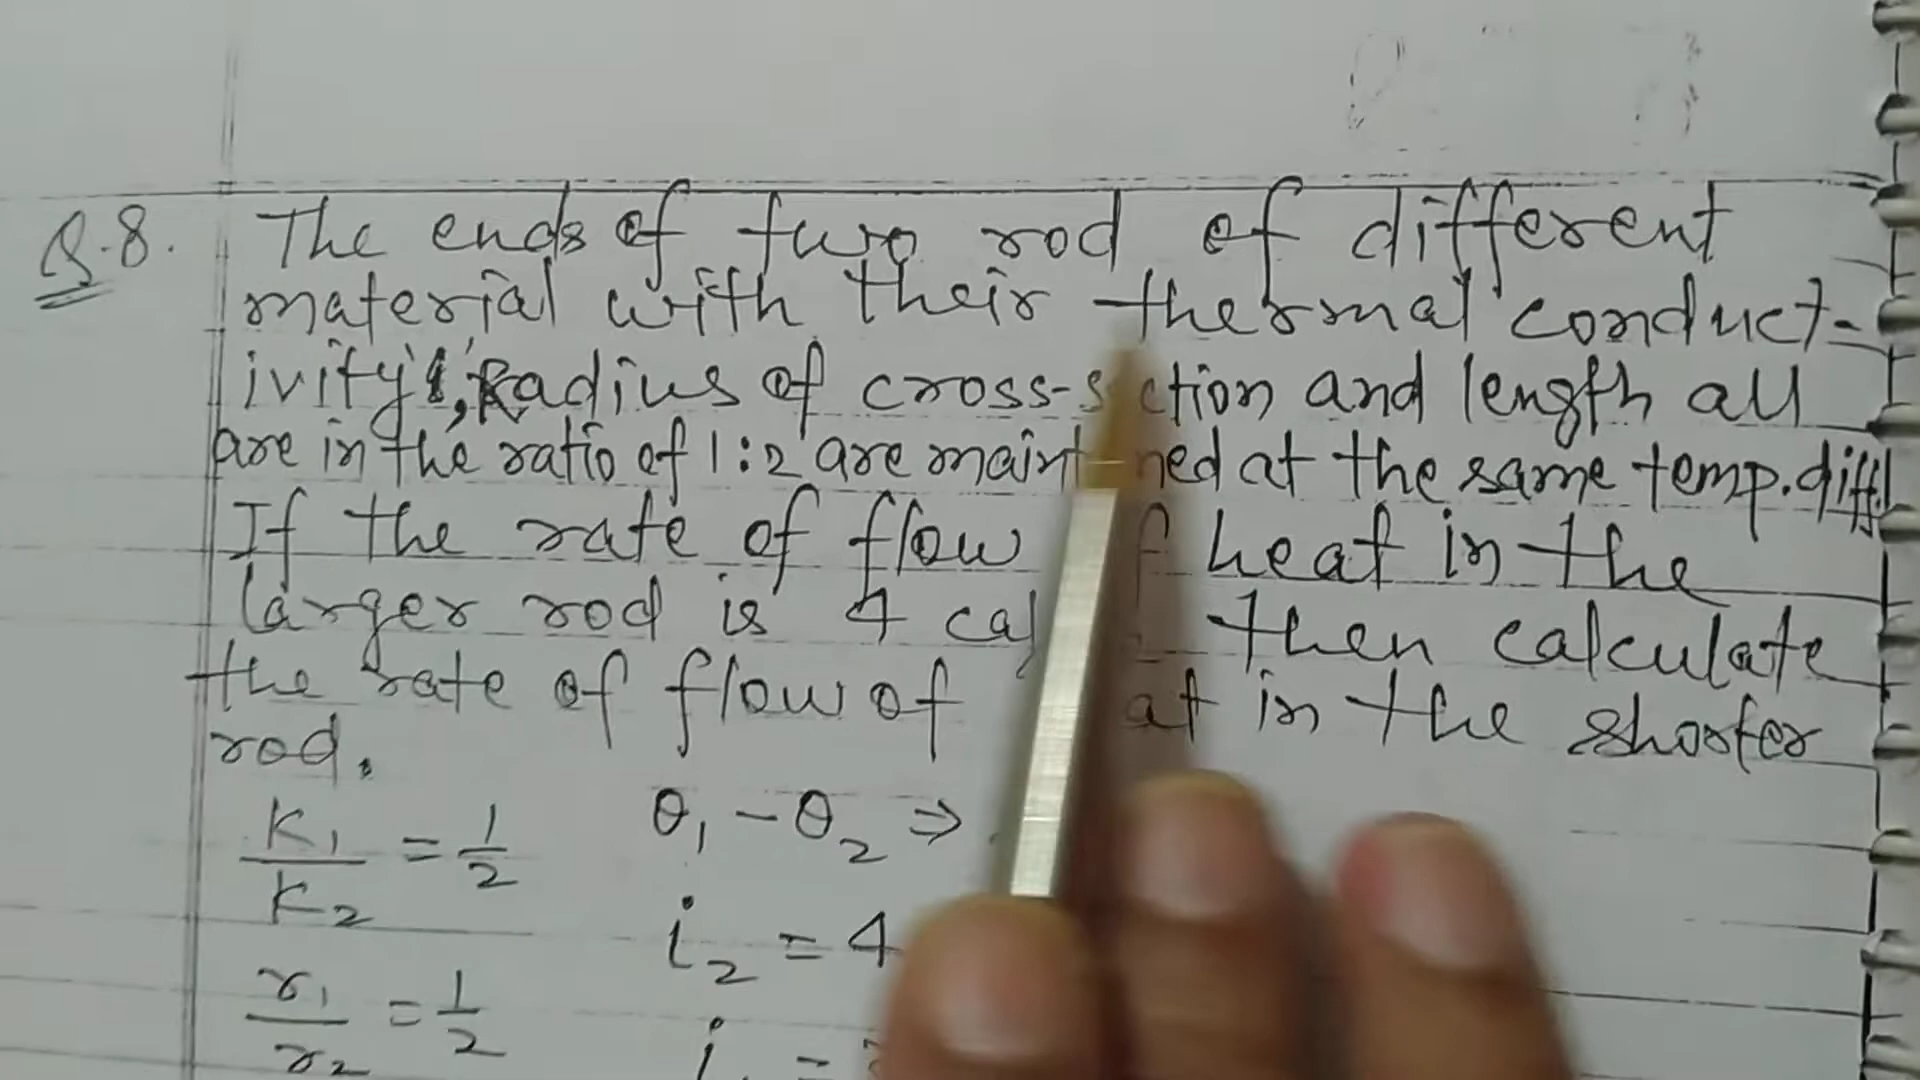 Q.8. The ends of two rod of different
material with their thermal conduct-
ivity's, Radius of cross-section and length all
are in the ratio of 1:2 are maint ned at the same temp. diff.
If the rate of flow heat in the
larger rod is 4 cal then calculate
the rate of flow of at in the shorter
rod.
K1/K2 = 1/2 θ1 - θ2 ⇒
i2 = 4
r1/r2 = 1/2